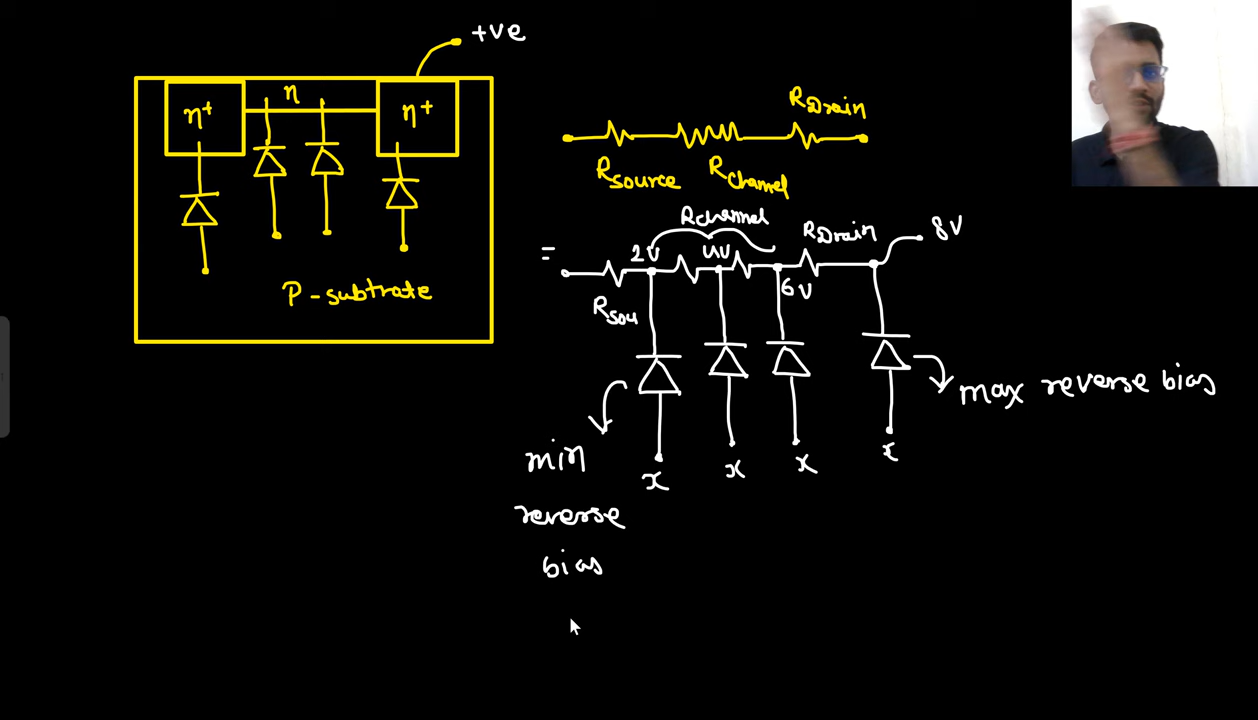 +ve
n+
n
n+
P-subtrate
RDrain
Rsource
Rchannel
Rchannel
RDrain
8V
=
2V
4V
6V
Rsou
max reverse bias
min
reverse
bias
x
x
x
x